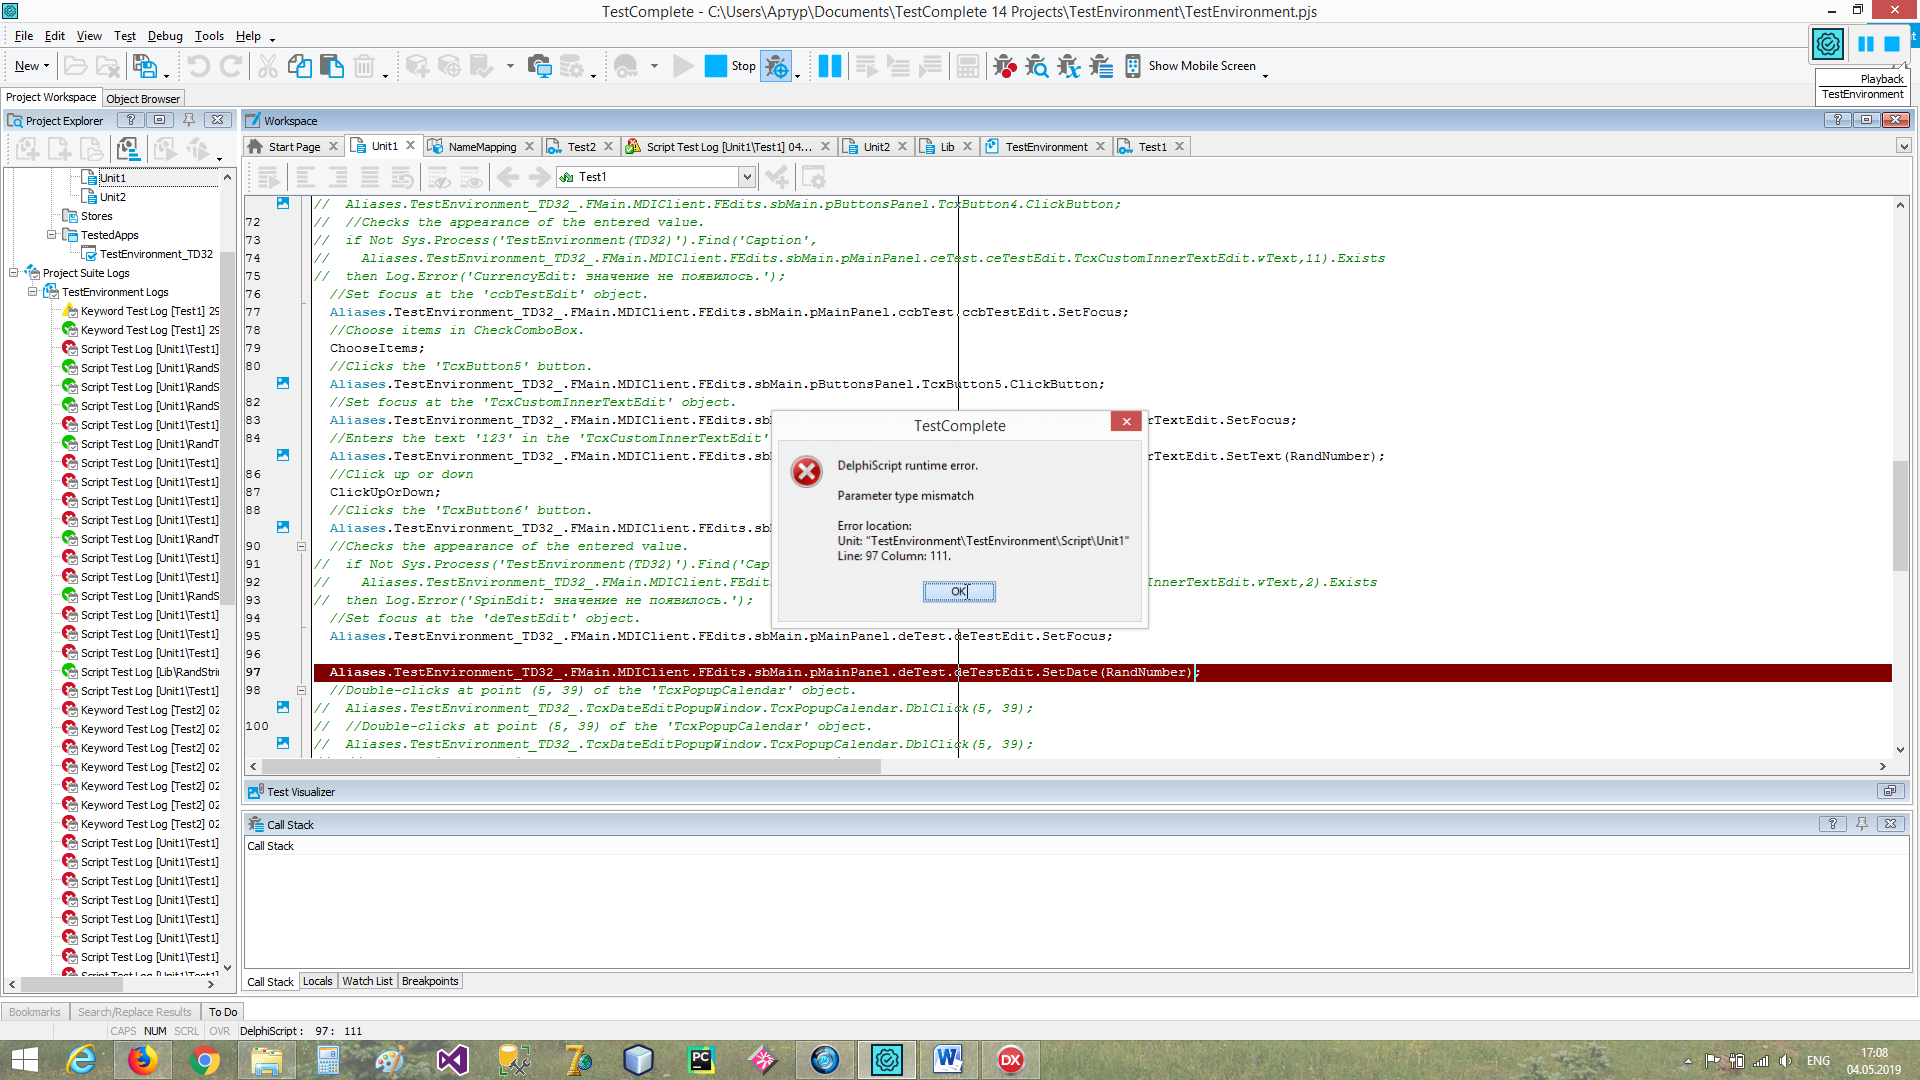 TestComplete - C:\Users\Артур\Documents\TestComplete 14 Projects\TestEnvironment\TestEnvironment.pjs
File Edit View Test Debug Tools Help
New
Stop
Show Mobile Screen
Playback
TestEnvironment
Project Workspace Object Browser
Project Explorer
Workspace
Start Page Unit1 NameMapping Test2 Script Test Log [Unit1\Test1] 04... Unit2 Lib TestEnvironment Test1
Test1
Unit1
Unit2
Stores
TestedApps
TestEnvironment_TD32
Project Suite Logs
TestEnvironment Logs
Keyword Test Log [Test1] 29
Keyword Test Log [Test1] 29
Script Test Log [Unit1\Test1]
Script Test Log [Unit1\RandS
Script Test Log [Unit1\RandS
Script Test Log [Unit1\RandS
Script Test Log [Unit1\Test1]
Script Test Log [Unit1\RandT
Script Test Log [Unit1\Test1]
Script Test Log [Unit1\Test1]
Script Test Log [Unit1\Test1]
Script Test Log [Unit1\Test1]
Script Test Log [Unit1\RandT
Script Test Log [Unit1\Test1]
Script Test Log [Unit1\Test1]
Script Test Log [Unit1\RandS
Script Test Log [Unit1\Test1]
Script Test Log [Unit1\Test1]
Script Test Log [Unit1\Test1]
Script Test Log [Lib\RandStri
Script Test Log [Unit1\Test1]
Keyword Test Log [Test2] 02
Keyword Test Log [Test2] 02
Keyword Test Log [Test2] 02
Keyword Test Log [Test2] 02
Keyword Test Log [Test2] 02
Keyword Test Log [Test2] 02
Keyword Test Log [Test2] 02
Script Test Log [Unit1\Test1]
Script Test Log [Unit1\Test1]
Script Test Log [Unit1\Test1]
Script Test Log [Unit1\Test1]
Script Test Log [Unit1\Test1]
Script Test Log [Unit1\Test1]
Script Test Log [Unit1\Test1]
Script Test Log [Unit1\Test1]
// Aliases.TestEnvironment_TD32_.FMain.MDIClient.FEdits.sbMain.pButtonsPanel.TcxButton4.ClickButton;
72 // //Checks the appearance of the entered value.
73 // if Not Sys.Process('TestEnvironment(TD32)').Find('Caption',
74 // Aliases.TestEnvironment_TD32_.FMain.MDIClient.FEdits.sbMain.pMainPanel.ceTest.ceTestEdit.TcxCustomInnerTextEdit.wText,11).Exists
75 // then Log.Error('CurrencyEdit: значение не появилось.');
76 //Set focus at the 'ccbTestEdit' object.
77 Aliases.TestEnvironment_TD32_.FMain.MDIClient.FEdits.sbMain.pMainPanel.ccbTest.ccbTestEdit.SetFocus;
78 //Choose items in CheckComboBox.
79 ChooseItems;
80 //Clicks the 'TcxButton5' button.
Aliases.TestEnvironment_TD32_.FMain.MDIClient.FEdits.sbMain.pButtonsPanel.TcxButton5.ClickButton;
82 //Set focus at the 'TcxCustomInnerTextEdit' object.
83 Aliases.TestEnvironment_TD32_.FMain.MDIClient.FEdits.sbM nerTextEdit.SetFocus;
84 //Enters the text '123' in the 'TcxCustomInnerTextEdit'
Aliases.TestEnvironment_TD32_.FMain.MDIClient.FEdits.sbM nerTextEdit.SetText(RandNumber);
86 //Click up or down
87 ClickUpOrDown;
88 //Clicks the 'TcxButton6' button.
Aliases.TestEnvironment_TD32_.FMain.MDIClient.FEdits.sbM
90 //Checks the appearance of the entered value.
91 // if Not Sys.Process('TestEnvironment(TD32)').Find('Cap
92 // Aliases.TestEnvironment_TD32_.FMain.MDIClient.FEdits InnerTextEdit.wText,2).Exists
93 // then Log.Error('SpinEdit: значение не появилось.');
94 //Set focus at the 'deTestEdit' object.
95 Aliases.TestEnvironment_TD32_.FMain.MDIClient.FEdits.sbMain.pMainPanel.deTest.deTestEdit.SetFocus;
96
97 Aliases.TestEnvironment_TD32_.FMain.MDIClient.FEdits.sbMain.pMainPanel.deTest.deTestEdit.SetDate(RandNumber);
98 //Double-clicks at point (5, 39) of the 'TcxPopupCalendar' object.
// Aliases.TestEnvironment_TD32_.TcxDateEditPopupWindow.TcxPopupCalendar.DblClick(5, 39);
100 // //Double-clicks at point (5, 39) of the 'TcxPopupCalendar' object.
// Aliases.TestEnvironment_TD32_.TcxDateEditPopupWindow.TcxPopupCalendar.DblClick(5, 39);
TestComplete
DelphiScript runtime error.
Parameter type mismatch
Error location:
Unit: "TestEnvironment\TestEnvironment\Script\Unit1"
Line: 97 Column: 111.
OK
Test Visualizer
Call Stack
Call Stack
Call Stack Locals Watch List Breakpoints
Bookmarks Search/Replace Results To Do
CAPS NUM SCRL OVR DelphiScript : 97 : 111
PC
W
DX
ENG
17:08
04.05.2019